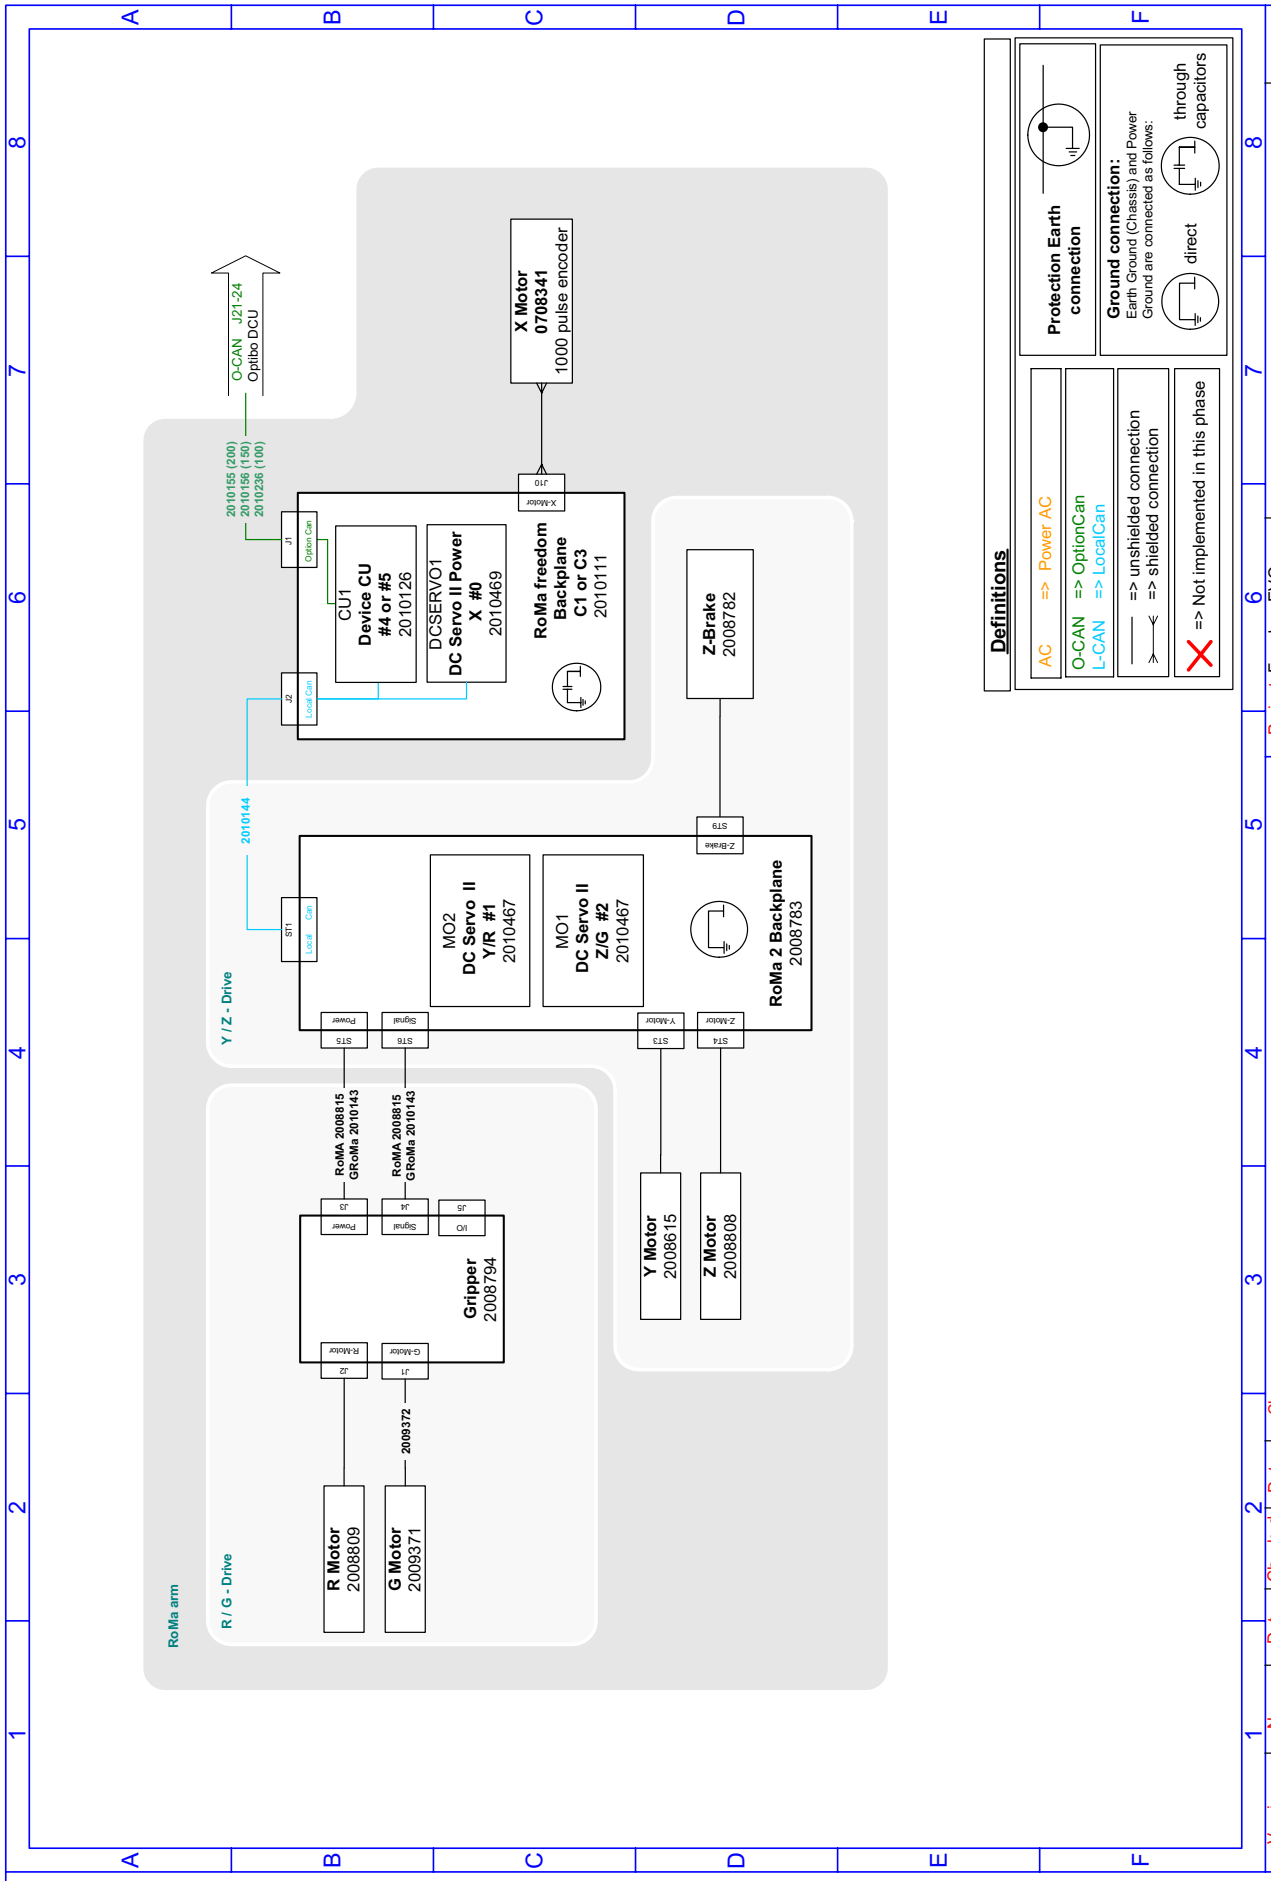 1
2
3
4
5
6
7
8
A
B
C
D
E
F
A
B
C
D
E
F
1
2
3
4
5
6
7
8
RoMa arm
R / G - Drive
R Motor
2008809
G Motor
2009371
2009372
J2
R-Motor
J1
G-Motor
Gripper
2008794
Power
J3
Signal
J4
I/O
J5
RoMA 2008815
GRoMa 2010143
RoMA 2008815
GRoMa 2010143
Y / Z - Drive
ST5
Power
ST6
Signal
ST3
Y-Motor
ST4
Z-Motor
Y Motor
2008615
Z Motor
2008808
ST1
Local Can
MO2
DC Servo II
Y/R #1
2010467
MO1
DC Servo II
Z/G #2
2010467
RoMa 2 Backplane
2008783
Z-Brake
ST9
Z-Brake
2008782
2010144
J2
Local Can
J1
Option Can
CU1
Device CU
#4 or #5
2010126
DCSERVO1
DC Servo II Power
X #0
2010469
RoMa freedom
Backplane
C1 or C3
2010111
X-Motor
J10
2010155 (200)
2010156 (150)
2010236 (100)
O-CAN J21-24
Optibo DCU
X Motor
0708341
1000 pulse encoder
Definitions
AC => Power AC
O-CAN => OptionCan
L-CAN => LocalCan
=> unshielded connection
=> shielded connection
=> Not implemented in this phase
Protection Earth
connection
Ground connection:
Earth Ground (Chassis) and Power
Ground are connected as follows:
direct
through
capacitors